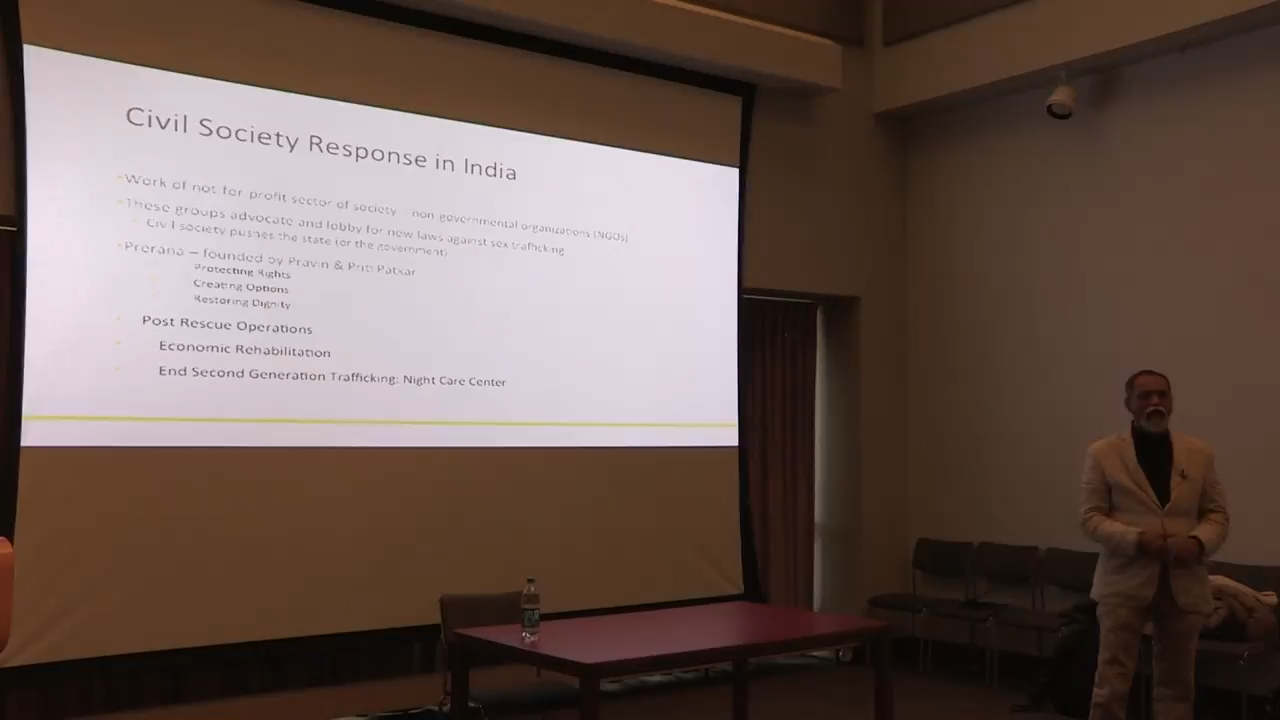 Civil Society Response in India
Work of not for profit sector of society non governmental organizations (NGOs)
These groups advocate and lobby for new laws against sex trafficking
Civil society pushes the state (or the government)
Prerana – founded by Pravin & Priti Patkar
Protecting Rights
Creating Options
Restoring Dignity
Post Rescue Operations
Economic Rehabilitation
End Second Generation Trafficking: Night Care Center